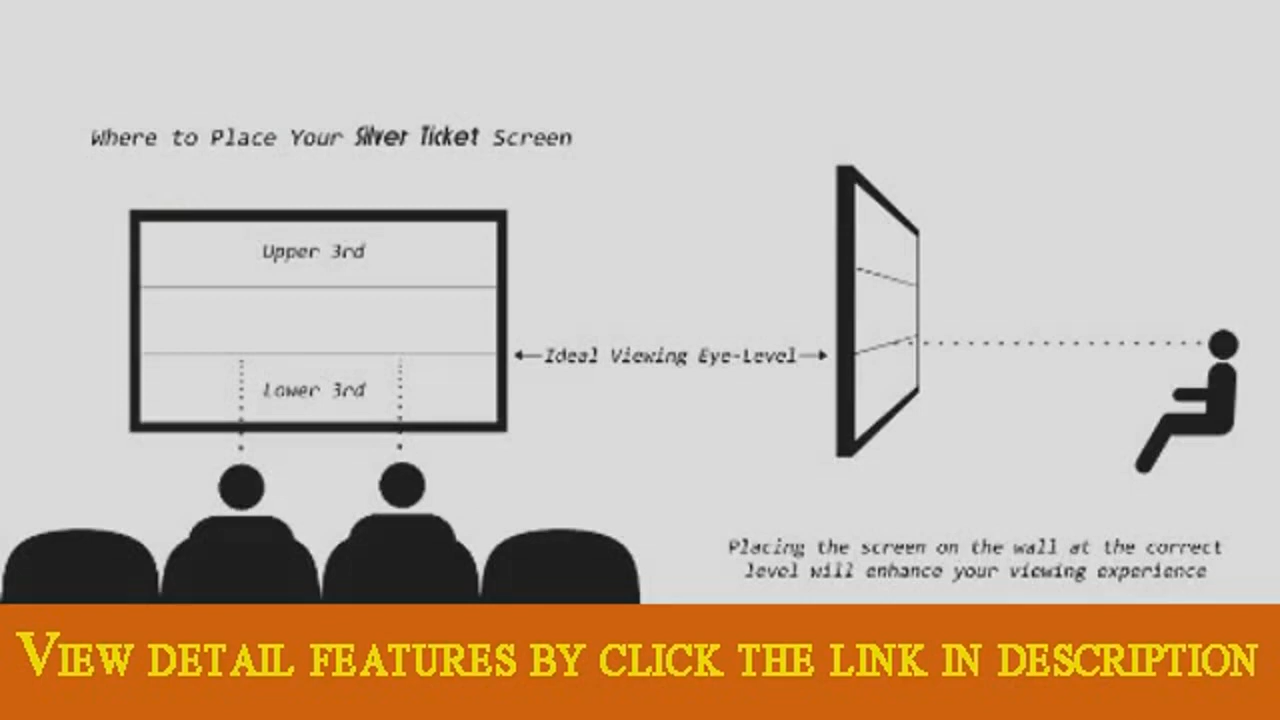 Where to Place Your Silver Ticket Screen
Upper 3rd
Lower 3rd
Ideal Viewing Eye-Level
Placing the screen on the wall at the correct
level will enhance your viewing experience
VIEW DETAIL FEATURES BY CLICK THE LINK IN DESCRIPTION